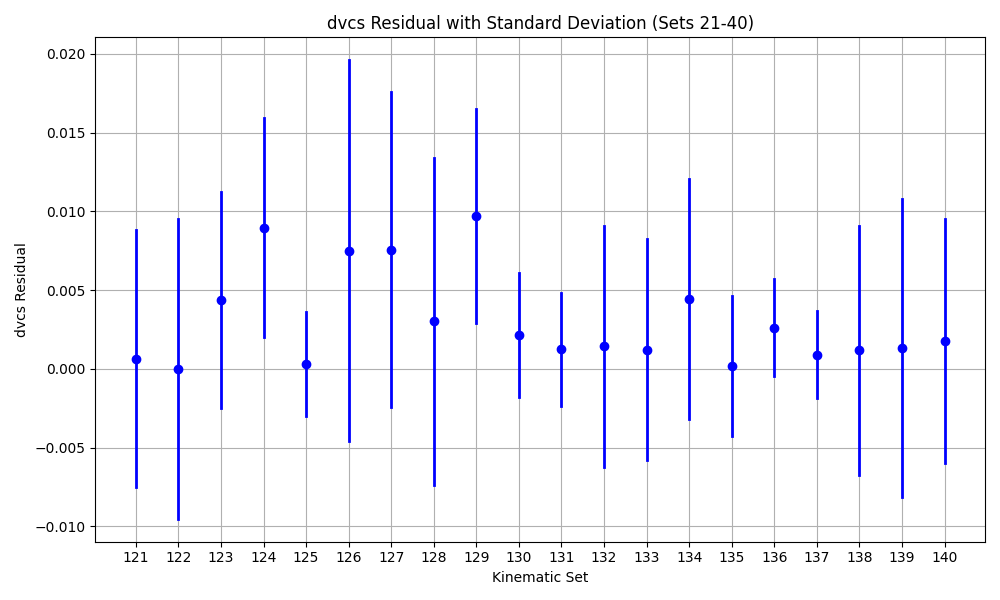 dvcs Residual with Standard Deviation (Sets 21-40)
dvcs Residual
0.020
0.015
0.010
0.005
0.000
−0.005
−0.010
121 122 123 124 125 126 127 128 129 130 131 132 133 134 135 136 137 138 139 140
Kinematic Set